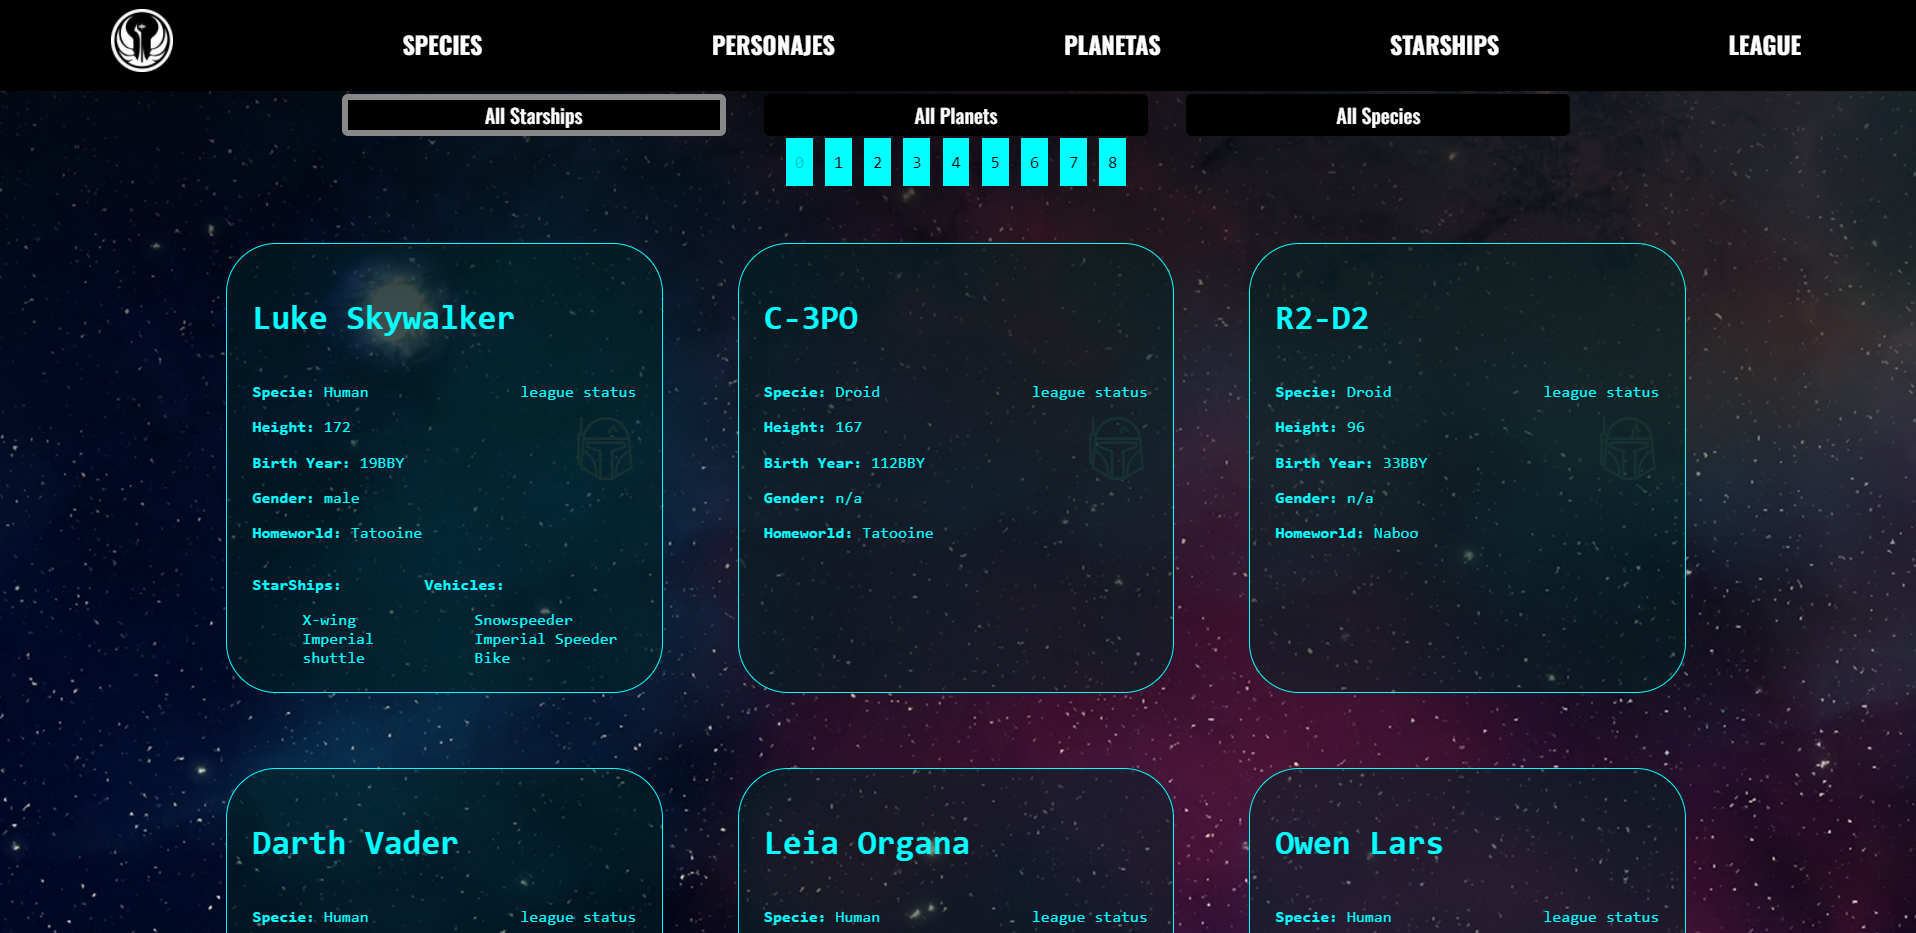 SPECIES PERSONAJES PLANETAS STARSHIPS LEAGUE
All Starships All Planets All Species
0 1 2 3 4 5 6 7 8
Luke Skywalker
Specie: Human league status
Height: 172
Birth Year: 19BBY
Gender: male
Homeworld: Tatooine
StarShips: Vehicles:
X-wing Snowspeeder
Imperial Imperial Speeder
shuttle Bike
C-3PO
Specie: Droid league status
Height: 167
Birth Year: 112BBY
Gender: n/a
Homeworld: Tatooine
R2-D2
Specie: Droid league status
Height: 96
Birth Year: 33BBY
Gender: n/a
Homeworld: Naboo
Darth Vader
Specie: Human league status
Leia Organa
Specie: Human league status
Owen Lars
Specie: Human league status